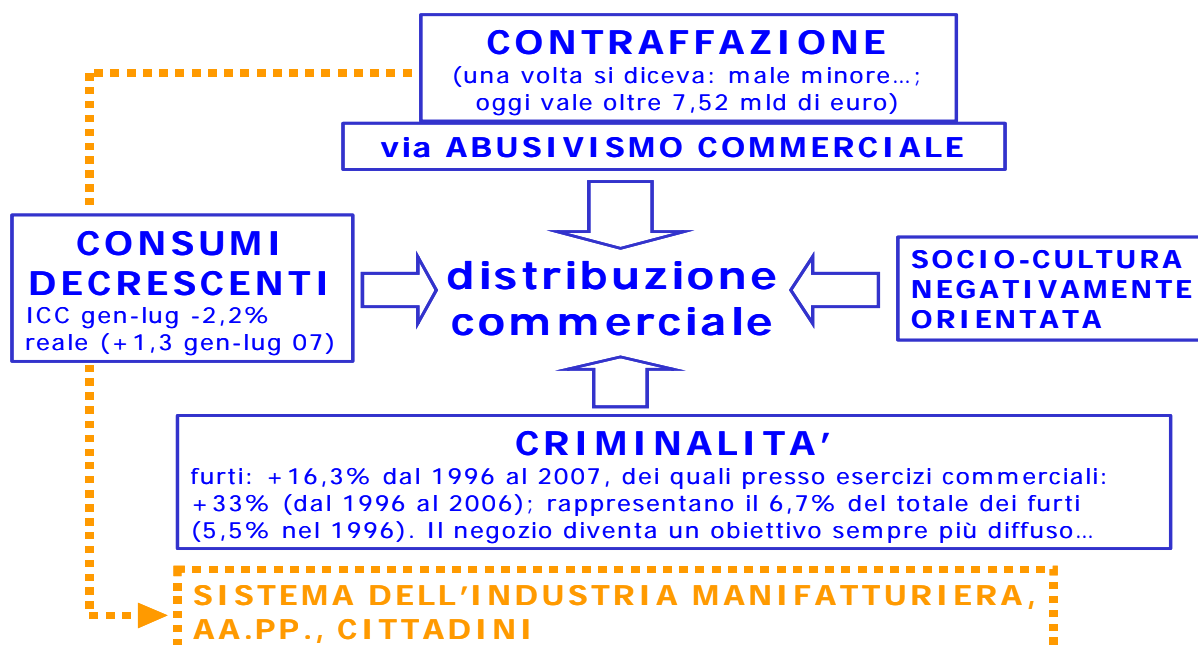 CONTRAFFAZIONE
(una volta si diceva: male minore…;
oggi vale oltre 7,52 mld di euro)
via ABUSIVISMO COMMERCIALE
CONSUMI
DECRESCENTI
ICC gen-lug -2,2%
reale (+1,3 gen-lug 07)
distribuzione
commerciale
SOCIO-CULTURA
NEGATIVAMENTE
ORIENTATA
CRIMINALITA’
furti: +16,3% dal 1996 al 2007, dei quali presso esercizi commerciali:
+33% (dal 1996 al 2006); rappresentano il 6,7% del totale dei furti
(5,5% nel 1996). Il negozio diventa un obiettivo sempre più diffuso…
SISTEMA DELL’INDUSTRIA MANIFATTURIERA,
AA.PP., CITTADINI